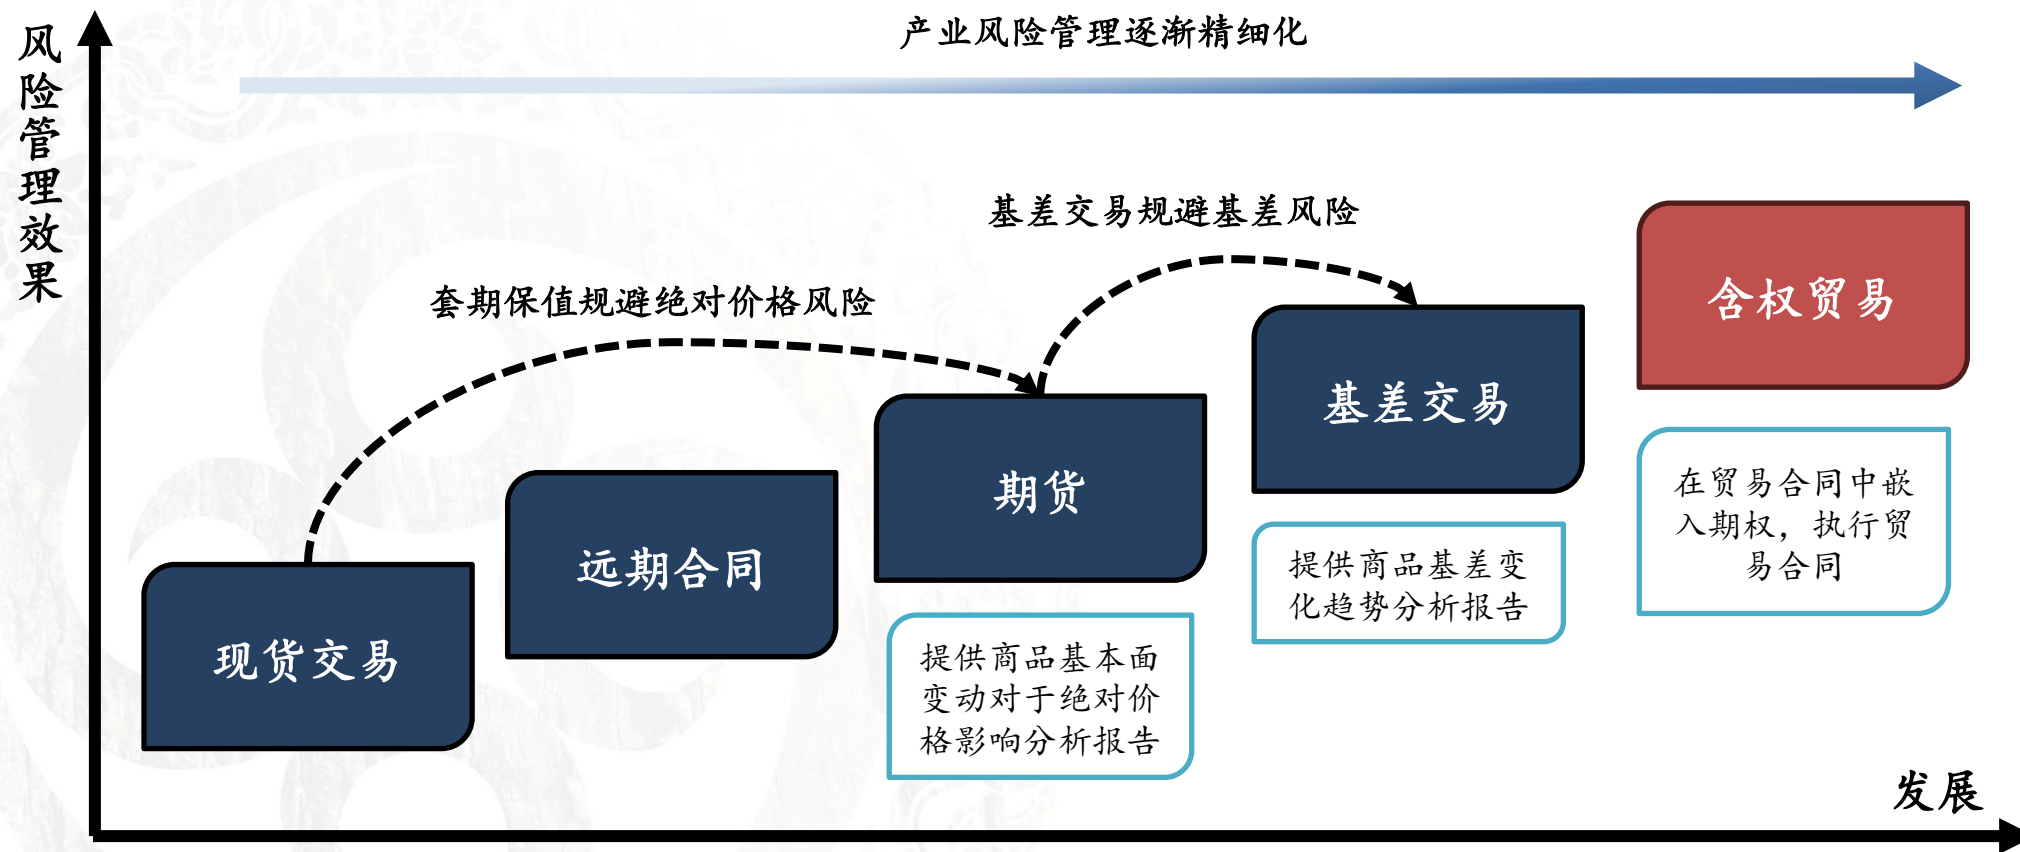 风险管理效果
产业风险管理逐渐精细化
基差交易规避基差风险
套期保值规避绝对价格风险
含权贸易
基差交易
期货
远期合同
现货交易
在贸易合同中嵌
入期权，执行贸
易合同
提供商品基差变
化趋势分析报告
提供商品基本面
变动对于绝对价
格影响分析报告
发展